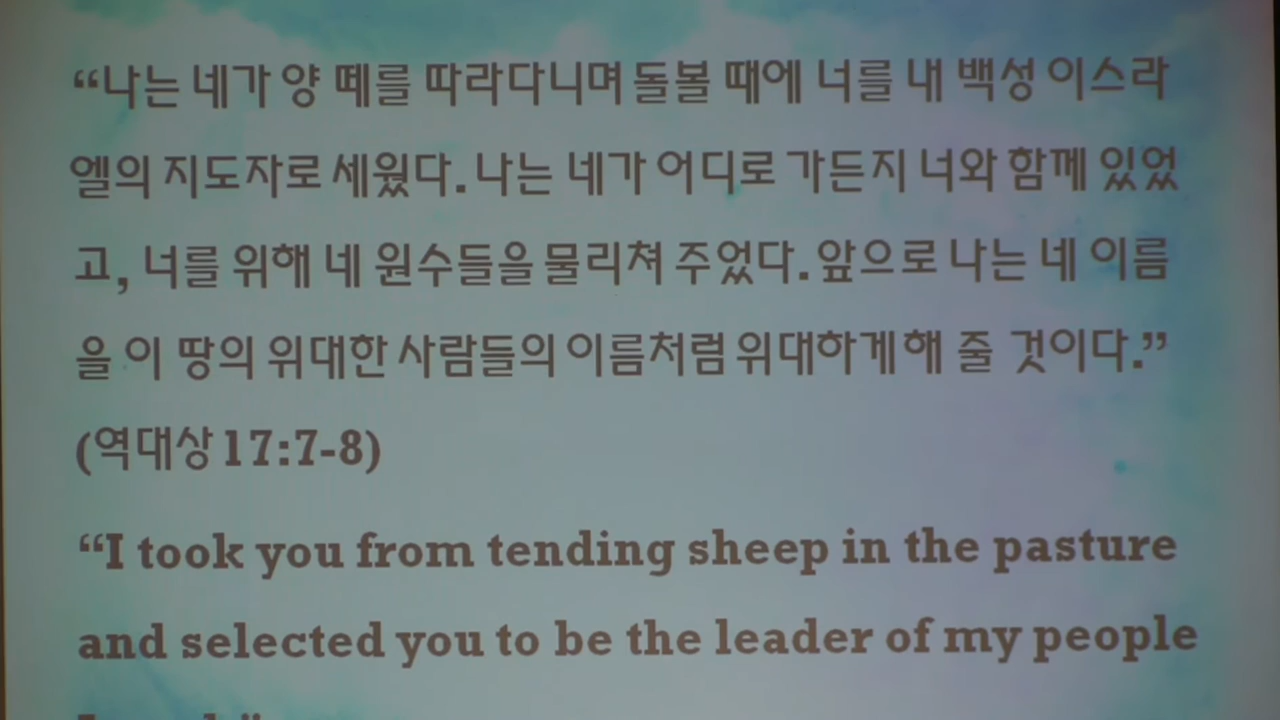 “나는 네가 양 떼를 따라다니며 돌볼 때에 너를 내 백성 이스라
엘의 지도자로 세웠다. 나는 네가 어디로 가든지 너와 함께 있었
고, 너를 위해 네 원수들을 물리쳐 주었다. 앞으로 나는 네 이름
을 이 땅의 위대한 사람들의 이름처럼 위대하게 해 줄 것이다.”
(역대상 17:7-8)
“I took you from tending sheep in the pasture
and selected you to be the leader of my people